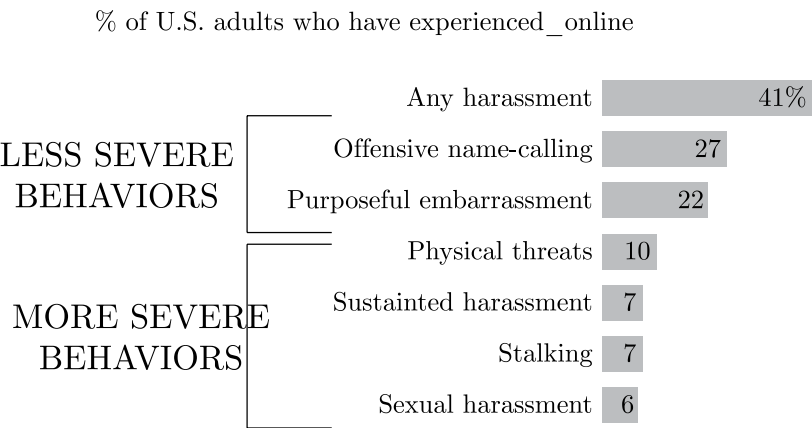 % of U.S. adults who have experienced_online
Any harassment 41%
LESS SEVERE
BEHAVIORS
Offensive name-calling 27
Purposeful embarrassment 22
MORE SEVERE
BEHAVIORS
Physical threats 10
Sustainted harassment 7
Stalking 7
Sexual harassment 6